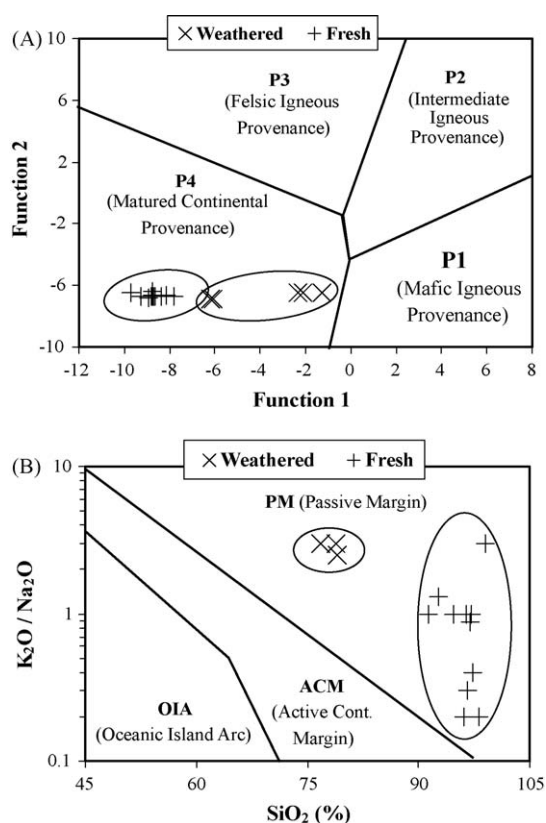 (A)
Weathered Fresh
10
6
2
-2
-6
-10
Function 2
P3
(Felsic Igneous
Provenance)
P2
(Intermediate
Igneous
Provenance)
P4
(Matured Continental
Provenance)
P1
(Mafic Igneous
Provenance)
-12 -10 -8 -6 -4 -2 0 2 4 6 8
Function 1
(B)
Weathered Fresh
10
1
0.1
K₂O / Na₂O
PM (Passive Margin)
OIA
(Oceanic Island Arc)
ACM
(Active Cont.
Margin)
45 60 75 90 105
SiO₂ (%)